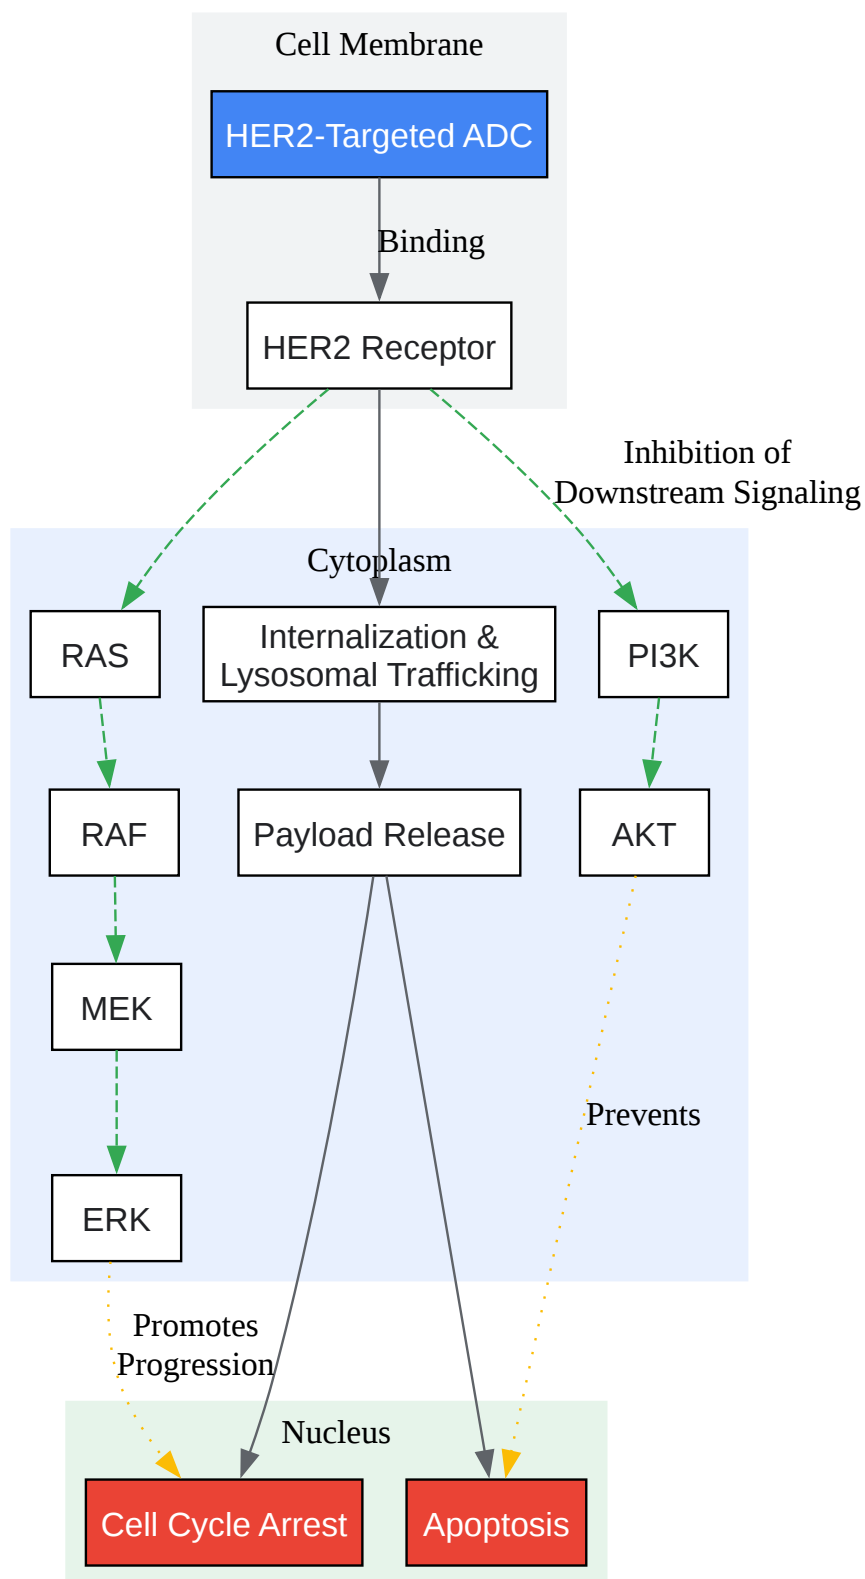 Cell Membrane
HER2-Targeted ADC
Binding
HER2 Receptor
Inhibition of
Downstream Signaling
Cytoplasm
RAS
Internalization &
Lysosomal Trafficking
PI3K
RAF
Payload Release
AKT
MEK
Prevents
ERK
Promotes
Progression
Nucleus
Cell Cycle Arrest
Apoptosis